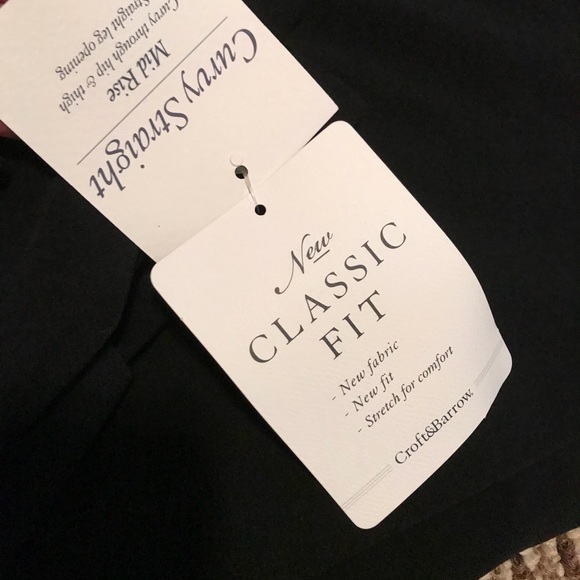 Curvy Straight
Mid Rise
Curvy through hip & thigh
Straight leg opening
New
CLASSIC
FIT
- New fabric
- New fit
- Stretch for comfort
Croft&Barrow.